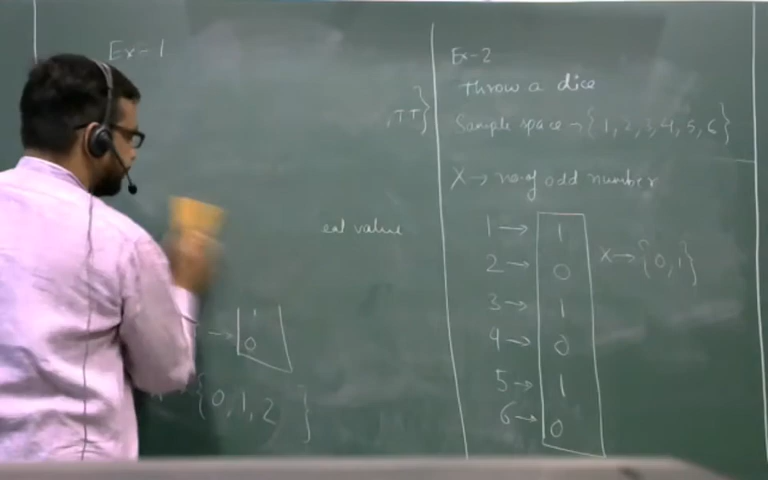 Ex-1
,TT}
eal value
1
→ 0
{0,1,2 }
Ex-2
Throw a dice
Sample space → {1,2,3,4,5,6}
X → no. of odd number
1 → 1
2 → 0
X → {0,1}
3 → 1
4 → 0
5 → 1
6 → 0